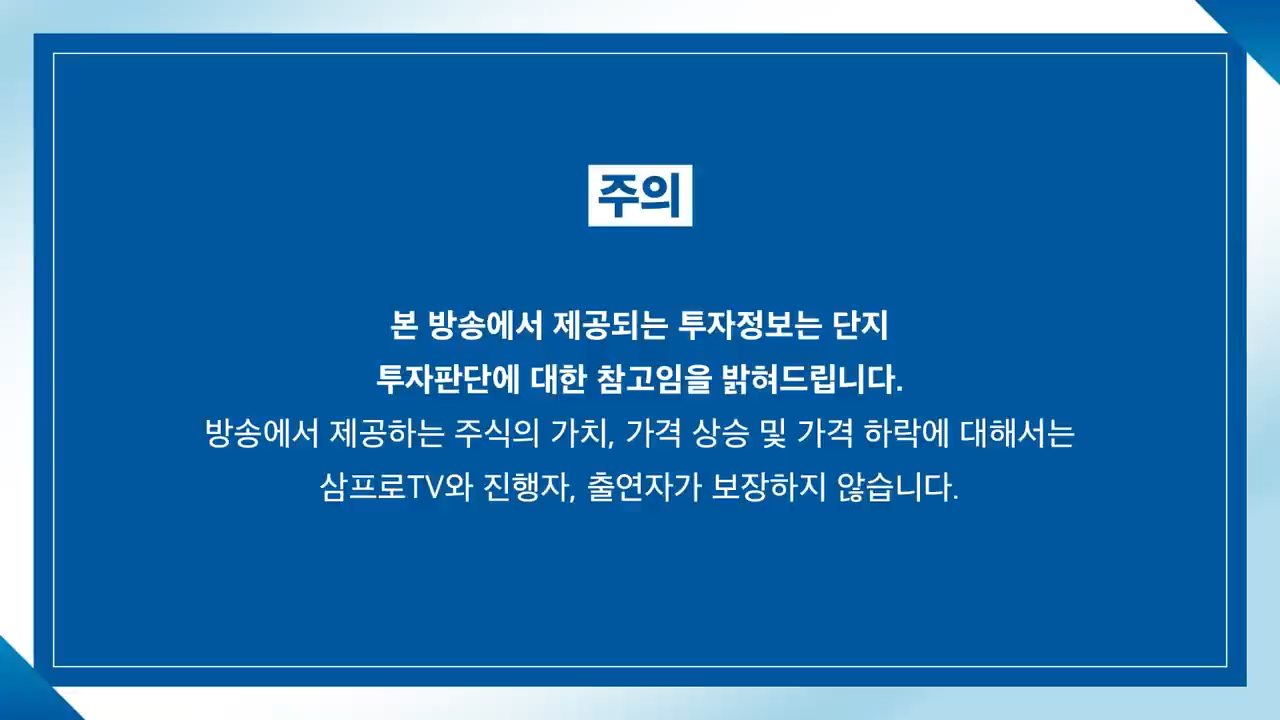 주의
본 방송에서 제공되는 투자정보는 단지
투자판단에 대한 참고임을 밝혀드립니다.
방송에서 제공하는 주식의 가치, 가격 상승 및 가격 하락에 대해서는
삼프로TV와 진행자, 출연자가 보장하지 않습니다.